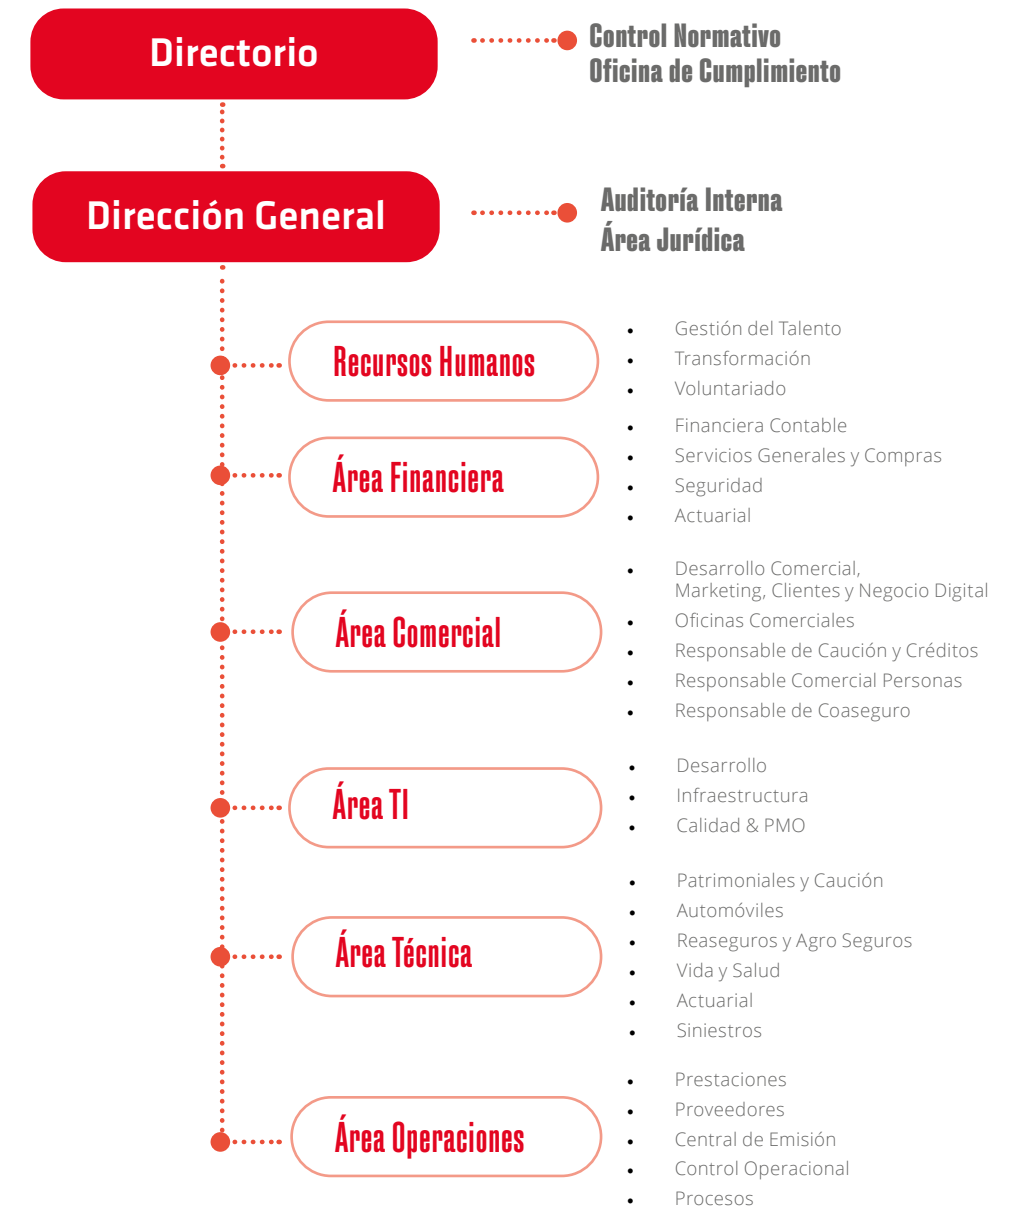 Directorio
Control Normativo
Oficina de Cumplimiento
Dirección General
Auditoría Interna
Área Jurídica
Recursos Humanos
• Gestión del Talento
• Transformación
• Voluntariado
Área Financiera
• Financiera Contable
• Servicios Generales y Compras
• Seguridad
• Actuarial
Área Comercial
• Desarrollo Comercial,
Marketing, Clientes y Negocio Digital
• Oficinas Comerciales
• Responsable de Caución y Créditos
• Responsable Comercial Personas
• Responsable de Coaseguro
Área TI
• Desarrollo
• Infraestructura
• Calidad & PMO
Área Técnica
• Patrimoniales y Caución
• Automóviles
• Reaseguros y Agro Seguros
• Vida y Salud
• Actuarial
• Siniestros
Área Operaciones
• Prestaciones
• Proveedores
• Central de Emisión
• Control Operacional
• Procesos